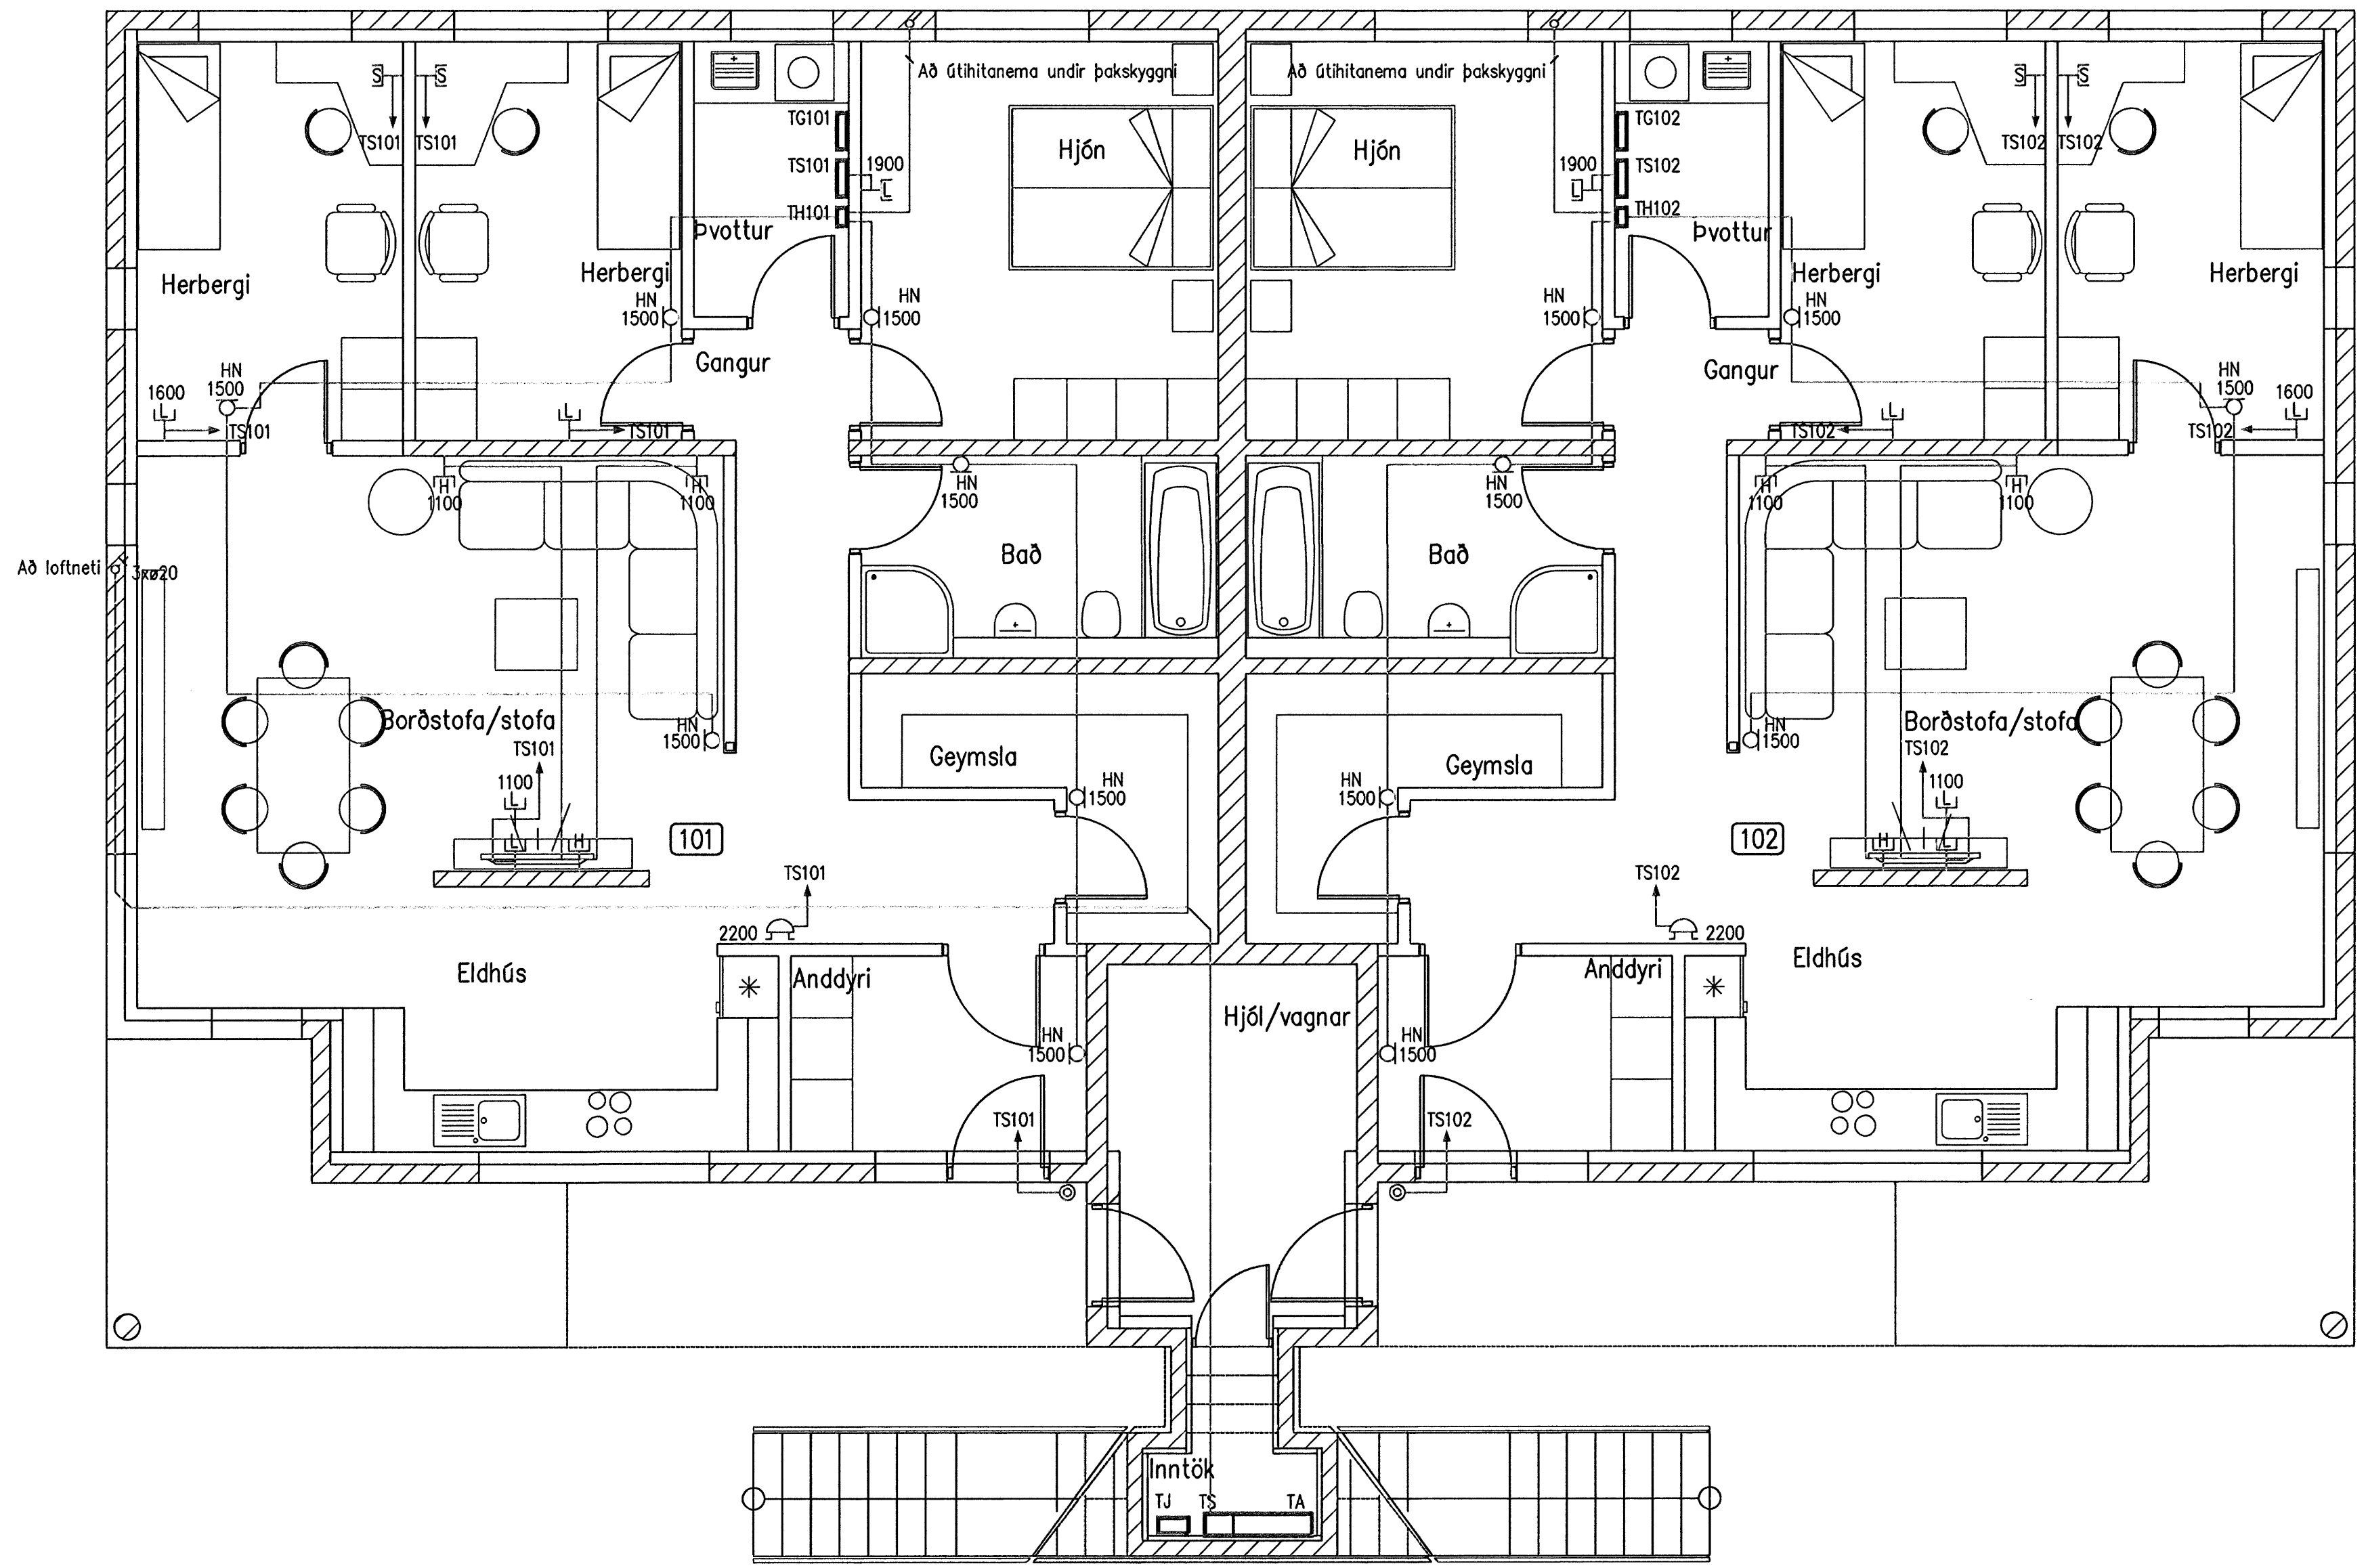 Að útihitanema undir þakskyggni
Að útihitanema undir þakskyggni
S
S
S
S
TS101
TS101
TG101
TS101
1900
L
TH101
Hjón
Hjón
1900
L
TG102
TS102
TH102
TS102
TS102
Þvottur
Þvottur
Herbergi
Herbergi
Herbergi
Herbergi
HN
1500
HN
1500
HN
1500
HN
1500
Gangur
Gangur
1600
L
TS101
HN
1500
L
TS101
L
TS102
HN
1500
1600
L
TS102
H
1100
H
1100
HN
1500
HN
1500
H
1100
H
1100
Bað
Bað
Að loftneti
3xø20
Borðstofa/stofa
TS101
HN
1500
HN
1500
Borðstofa/stofa
TS102
Geymsla
Geymsla
1100
L
L
H
HN
1500
HN
1500
1100
L
H
L
101
102
TS101
2200
TS102
2200
Eldhús
Anddyri
Anddyri
Eldhús
Hjól/vagnar
HN
1500
HN
1500
TS101
TS102
Inntök
TJ
TS
TA